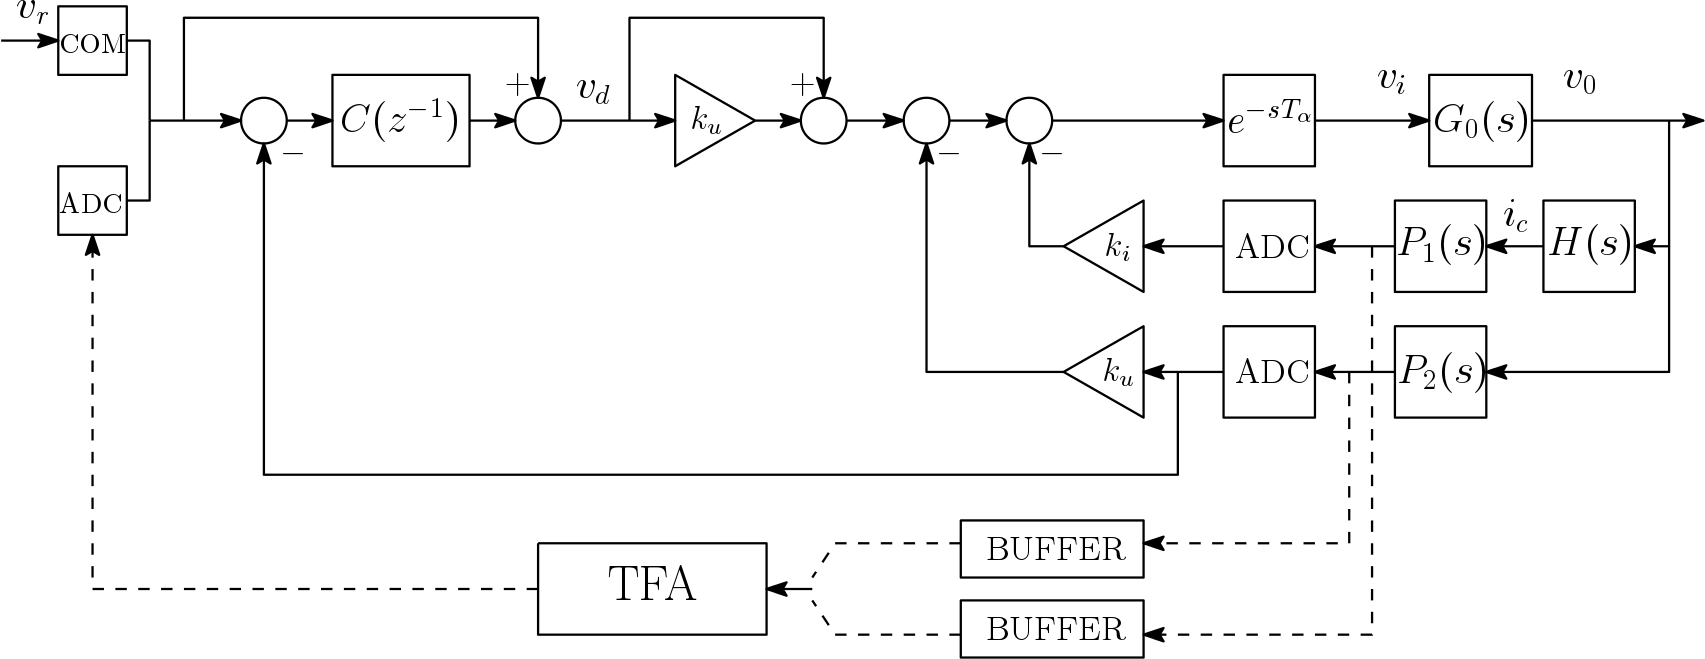 v_r
COM
+
v_d
+
v_i
v_0
C(z^{-1})
k_u
e^{-sT_α}
G_0(s)
−
−
−
ADC
i_c
k_i
ADC
P_1(s)
H(s)
k_u
ADC
P_2(s)
BUFFER
TFA
BUFFER